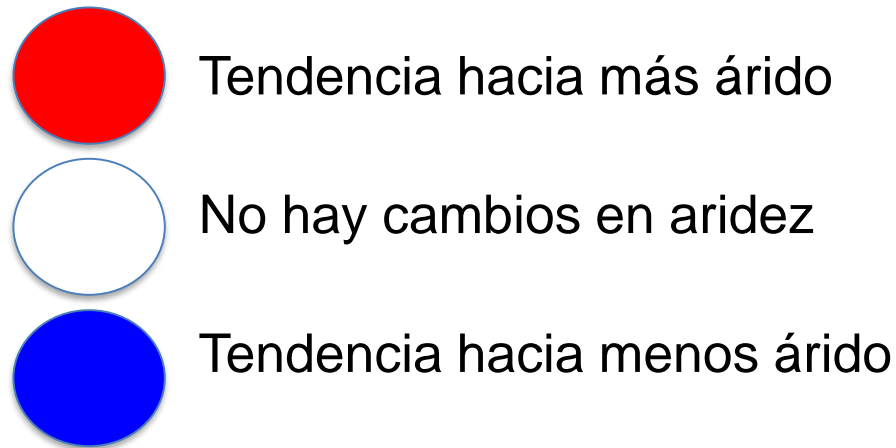 Tendencia hacia más árido
No hay cambios en aridez
Tendencia hacia menos árido